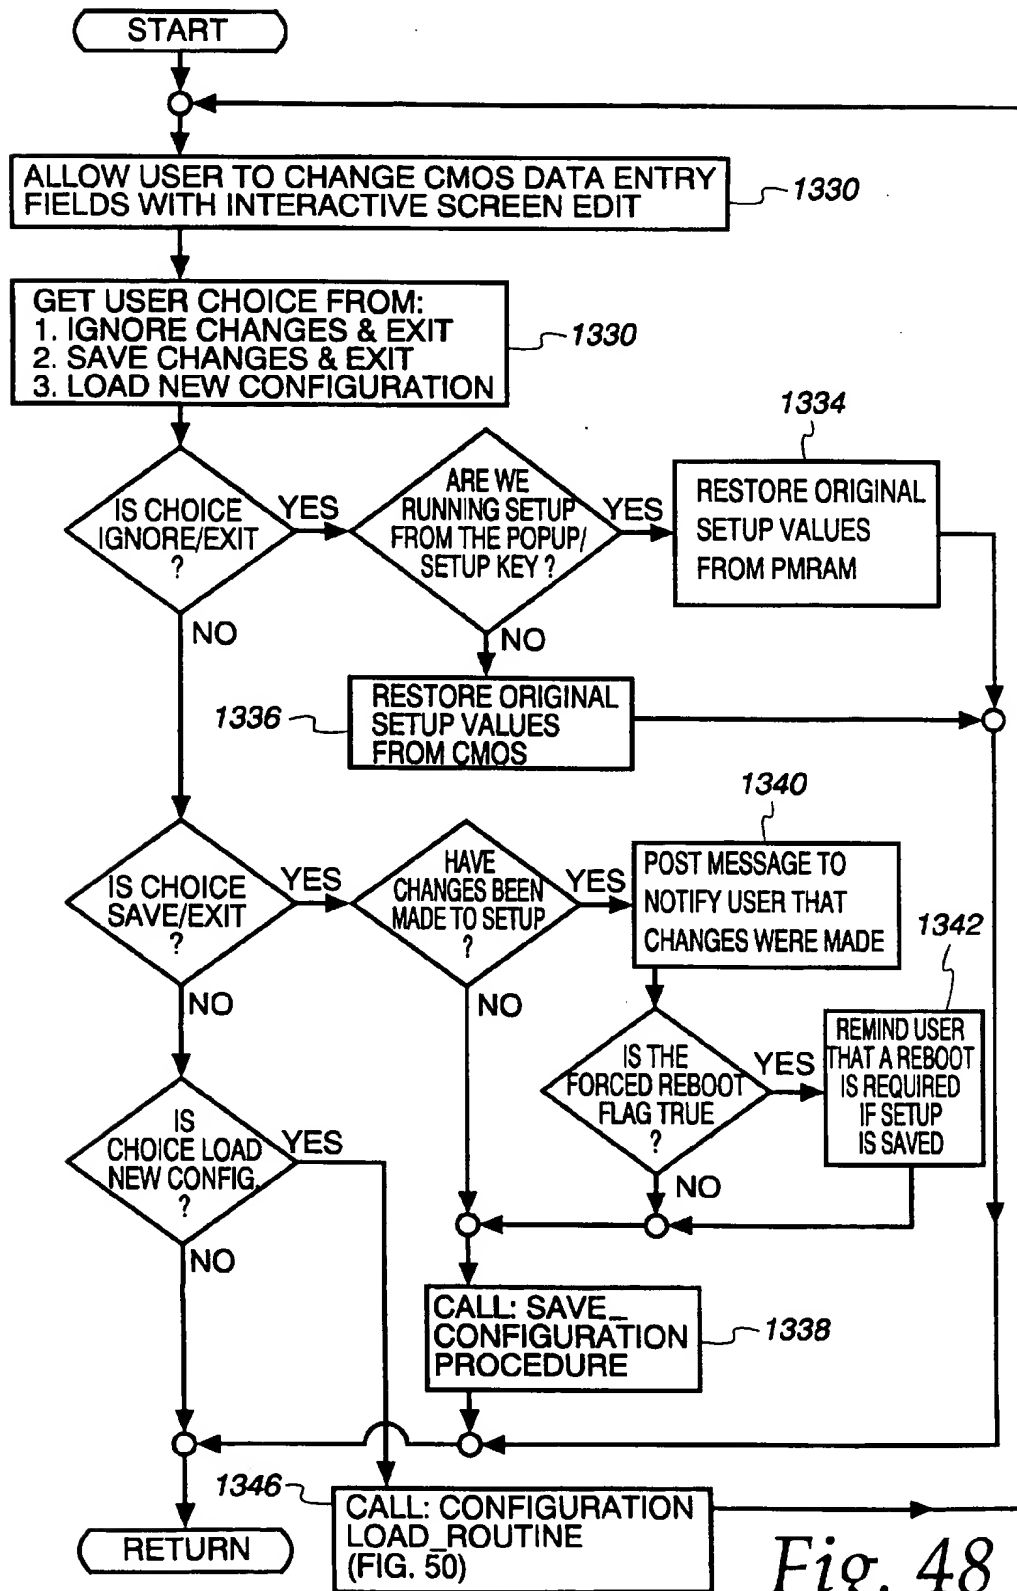 START
ALLOW USER TO CHANGE CMOS DATA ENTRY
FIELDS WITH INTERACTIVE SCREEN EDIT
1330
GET USER CHOICE FROM:
1. IGNORE CHANGES & EXIT
2. SAVE CHANGES & EXIT
3. LOAD NEW CONFIGURATION
1330
IS CHOICE
IGNORE/EXIT
?
YES
NO
ARE WE
RUNNING SETUP
FROM THE POPUP/
SETUP KEY ?
YES
NO
1334
RESTORE ORIGINAL
SETUP VALUES
FROM PMRAM
1336
RESTORE ORIGINAL
SETUP VALUES
FROM CMOS
IS CHOICE
SAVE/EXIT
?
YES
NO
HAVE
CHANGES BEEN
MADE TO SETUP
?
YES
NO
1340
POST MESSAGE TO
NOTIFY USER THAT
CHANGES WERE MADE
1342
IS THE
FORCED REBOOT
FLAG TRUE
?
YES
NO
REMIND USER
THAT A REBOOT
IS REQUIRED
IF SETUP
IS SAVED
IS
CHOICE LOAD
NEW CONFIG.
?
YES
NO
CALL: SAVE_
CONFIGURATION
PROCEDURE
1338
1346
CALL: CONFIGURATION
LOAD_ROUTINE
(FIG. 50)
RETURN
Fig. 48